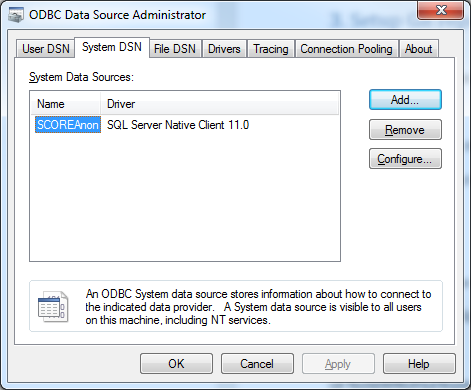 ODBC Data Source Administrator
User DSN System DSN File DSN Drivers Tracing Connection Pooling About
System Data Sources:
Name Driver
SCOREAnon SQL Server Native Client 11.0
Add...
Remove
Configure...
An ODBC System data source stores information about how to connect to
the indicated data provider. A System data source is visible to all users
on this machine, including NT services.
OK Cancel Apply Help